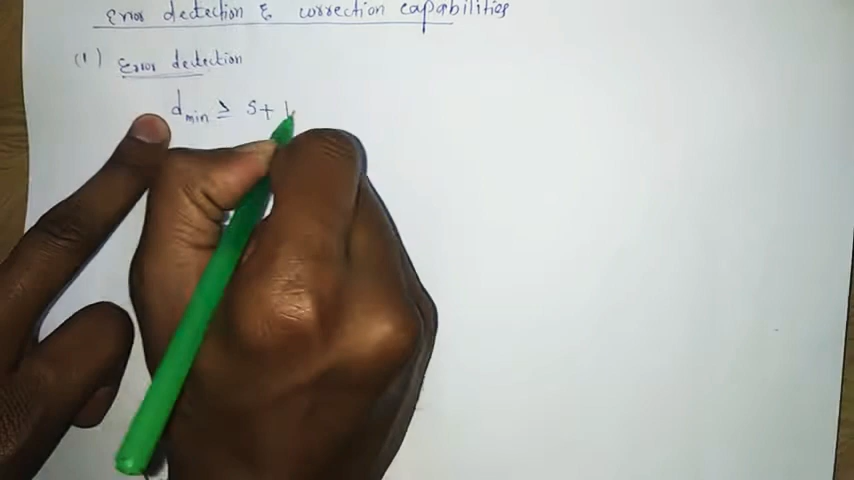 Error detection & correction capabilities
(1) Error detection
dmin ≥ s+1